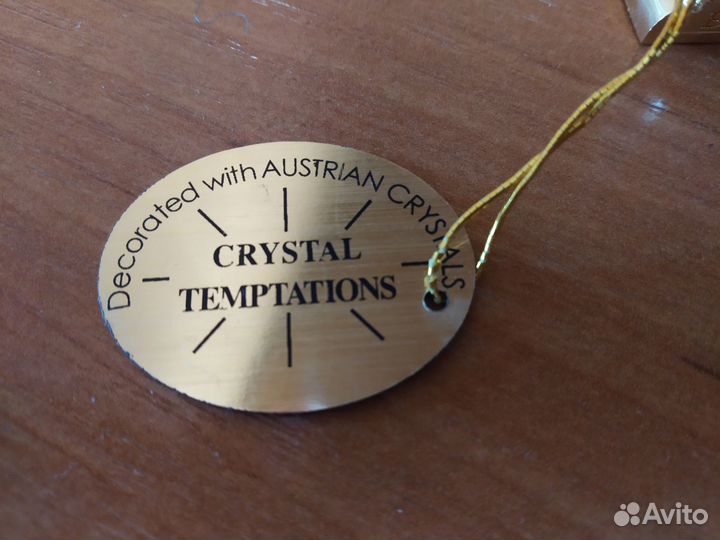 Decorated with AUSTRIAN CRYSTALS
CRYSTAL
TEMPTATIONS
Avito